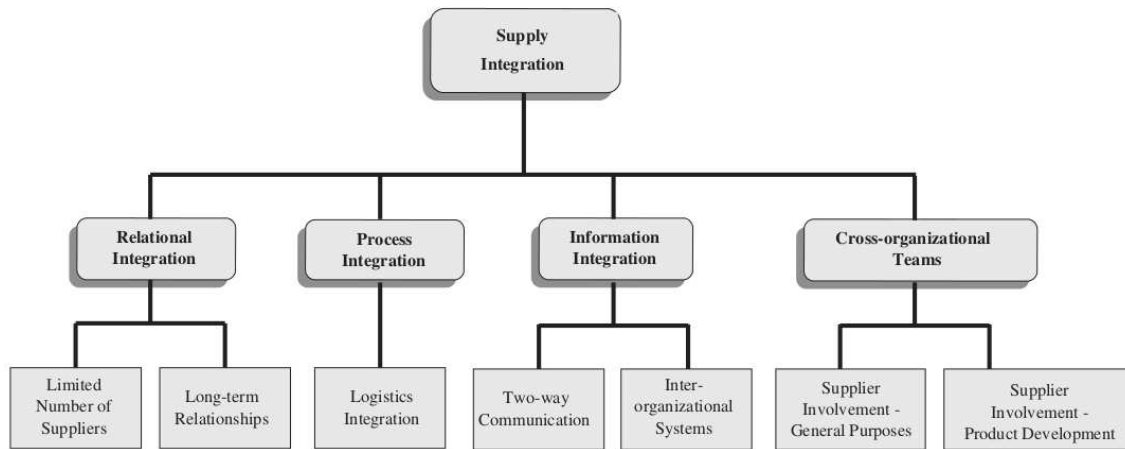 Supply
Integration
Relational
Integration
Process
Integration
Information
Integration
Cross-organizational
Teams
Limited
Number of
Suppliers
Long-term
Relationships
Logistics
Integration
Two-way
Communication
Inter-
organizational
Systems
Supplier
Involvement -
General Purposes
Supplier
Involvement -
Product Development